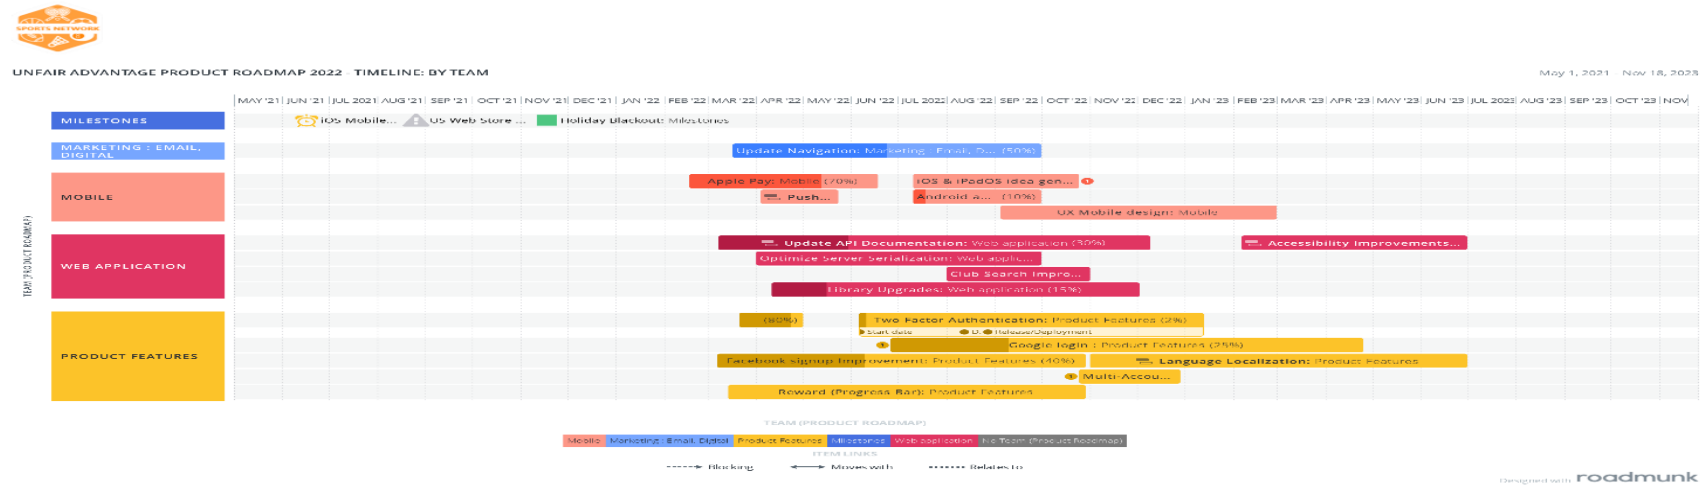 SPORTS NETWORK
UNFAIR ADVANTAGE PRODUCT ROADMAP 2022 - TIMELINE: BY TEAM
May 1, 2021 - Nov 18, 2023
MAY '21 JUN '21 JUL 2021 AUG '21 SEP '21 OCT '21 NOV '21 DEC '21 JAN '22 FEB '22 MAR '22 APR '22 MAY '22 JUN '22 JUL 2022 AUG '22 SEP '22 OCT '22 NOV '22 DEC '22 JAN '23 FEB '23 MAR '23 APR '23 MAY '23 JUN '23 JUL 2023 AUG '23 SEP '23 OCT '23 NOV
TEAM (PRODUCT ROADMAP)
MILESTONES
iOS Mobile... US Web Store ... Holiday Blackout: Milestones
MARKETING : EMAIL,
DIGITAL
Update Navigation: Marketing : Email, D... (50%)
MOBILE
Apple Pay: Mobile (70%) iOS & iPadOS idea gen... 1
Push... Android a... (10%)
UX Mobile design: Mobile
WEB APPLICATION
Update API Documentation: Web application (30%) Accessibility Improvements...
Optimize Server Serialization: Web applic...
Club Search Impro...
Library Upgrades: Web application (15%)
PRODUCT FEATURES
(80%) Two Factor Authentication: Product Features (2%)
Start date D. Release/Deployment
1 Google login : Product Features (25%)
Facebook signup Improvement: Product Features (40%) Language Localization: Product Features
1 Multi-Accou...
Reward (Progress Bar): Product Features
TEAM (PRODUCT ROADMAP)
Mobile Marketing : Email, Digital Product Features Milestones Web application No Team (Product Roadmap)
ITEM LINKS
Blocking Moves with Relates to
Designed with roadmunk